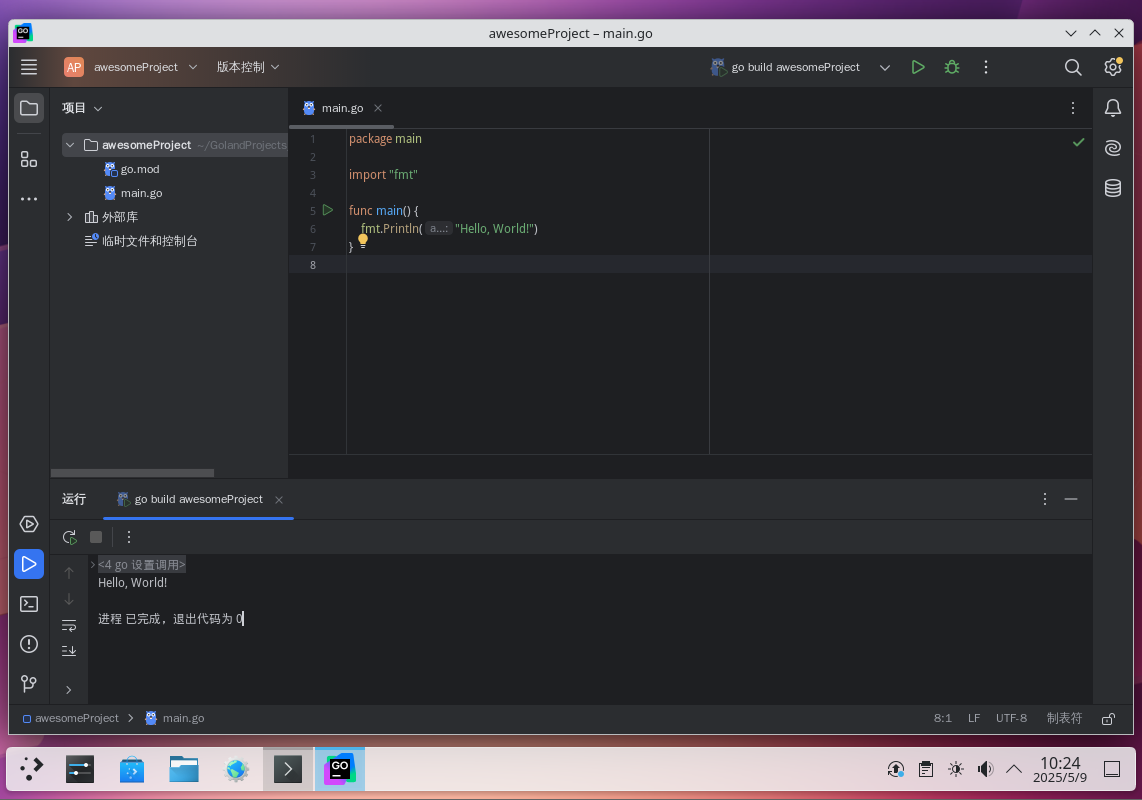 awesomeProject – main.go
AP awesomeProject 版本控制 go build awesomeProject
项目
main.go
awesomeProject ~/GolandProjects
go.mod
main.go
外部库
临时文件和控制台
1 package main
2
3 import "fmt"
4
5 func main() {
6 fmt.Println( a...: "Hello, World!")
7 }
8
运行 go build awesomeProject
<4 go 设置调用>
Hello, World!
进程 已完成，退出代码为 0
awesomeProject main.go 8:1 LF UTF-8 制表符
GO
10:24
2025/5/9